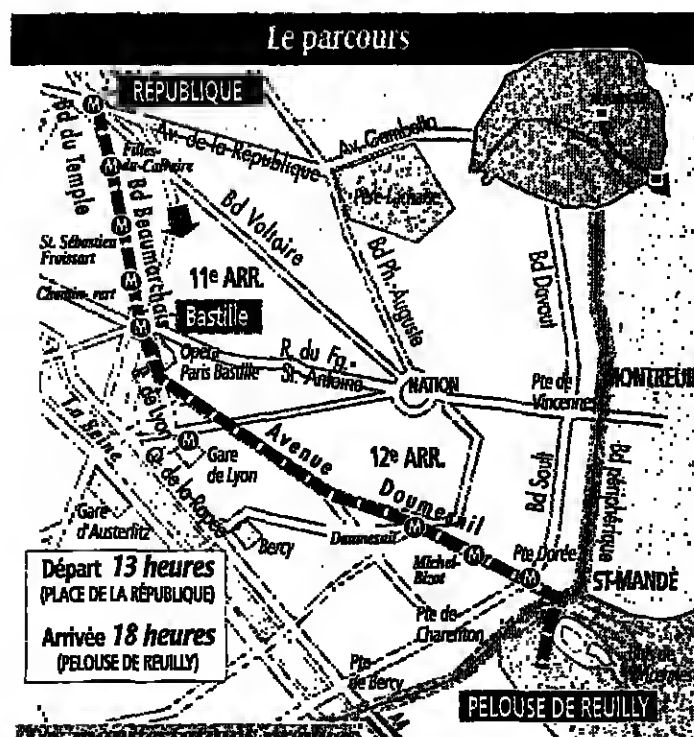 Le parcours
RÉPUBLIQUE
Bd du Temple
Filles-
du-Calvaire
Av. de la République
Av. Gambetta
Père-Lachaise
Bd Voltaire
Bd Beaumarchais
St. Sébastien
Froissart
11e ARR.
Bd Ph.-Auguste
Bd Davout
Bastille
Opéra
Paris Bastille
R. du Fg-
St. Antoine
NATION
Pte de
Vincennes
MONTREUIL
de Lyon
La Seine
Q. de la Rapée
Gare
de Lyon
Avenue
Doumesnil
12e ARR.
Bd Soult
Bd périphérique
Gare
d'Austerlitz
Bercy
Daumesnil
Michel-
Bizot
Pte Dorée
ST-MANDÉ
Départ 13 heures
(PLACE DE LA RÉPUBLIQUE)
Arrivée 18 heures
(PELOUSE DE REUILLY)
Pte de
Charenton
Pte
de Bercy
PELOUSE DE REUILLY